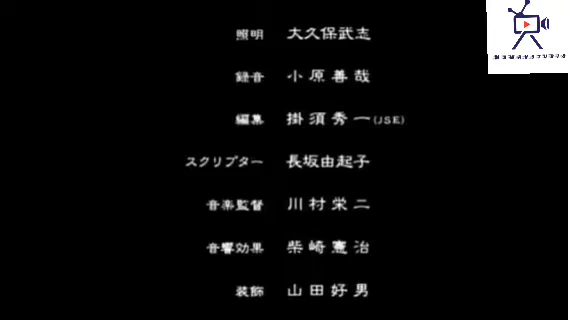 照明 大久保武志
録音 小原善哉
編集 掛須秀一(JSE)
スクリプター 長坂由起子
音楽監督 川村栄二
音響効果 柴崎憲治
装飾 山田好男